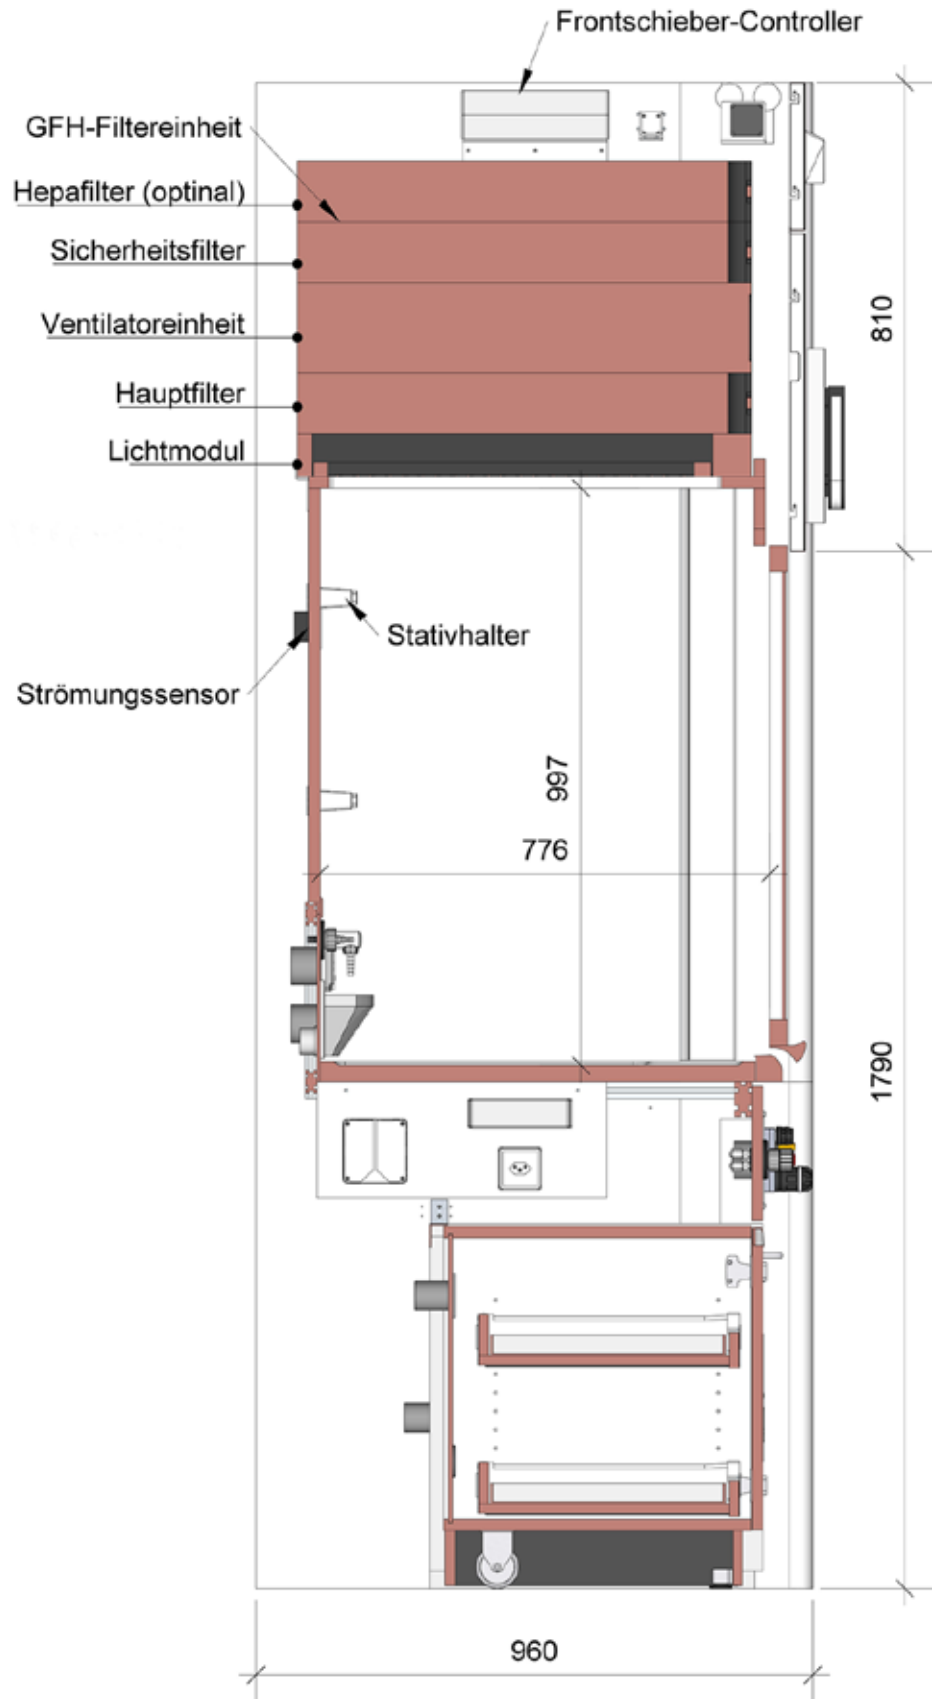 Frontschieber-Controller
GFH-Filtereinheit
Hepafilter (optinal)
Sicherheitsfilter
Ventilatoreinheit
Hauptfilter
Lichtmodul
810
Stativhalter
Strömungssensor
997
776
1790
960